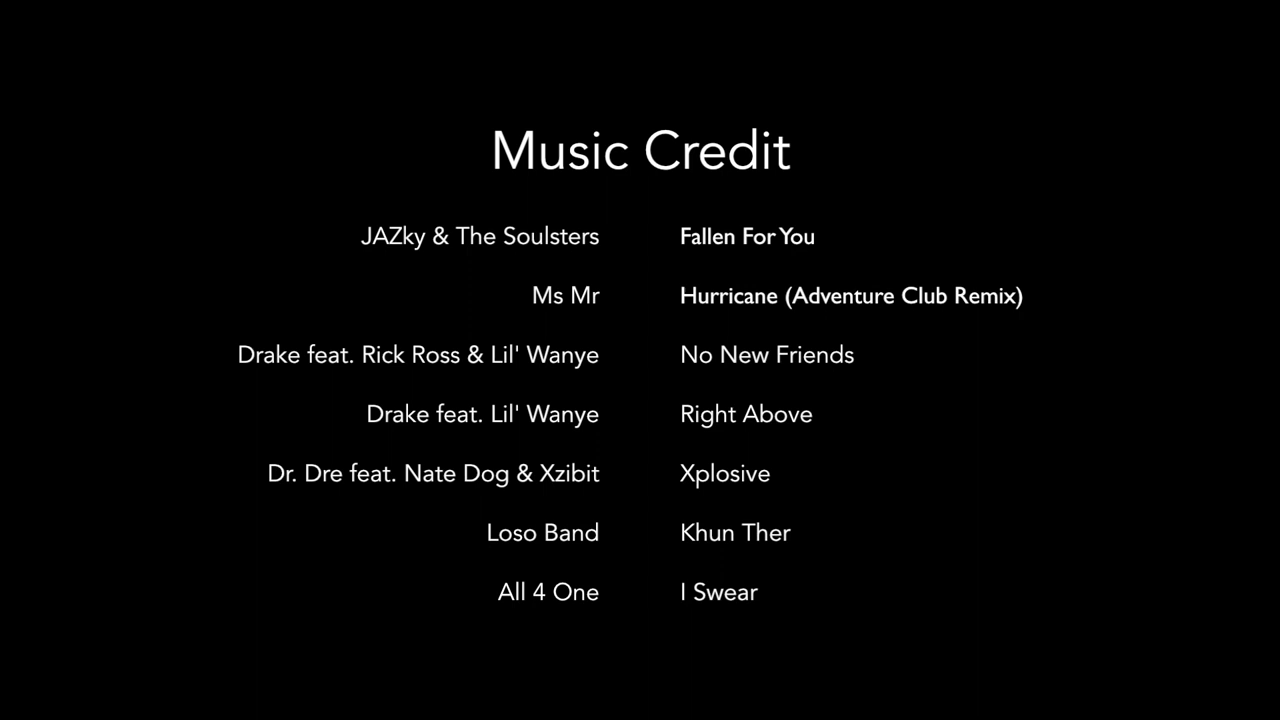 Music Credit
JAZky & The Soulsters Fallen For You
Ms Mr Hurricane (Adventure Club Remix)
Drake feat. Rick Ross & Lil' Wanye No New Friends
Drake feat. Lil' Wanye Right Above
Dr. Dre feat. Nate Dog & Xzibit Xplosive
Loso Band Khun Ther
All 4 One I Swear